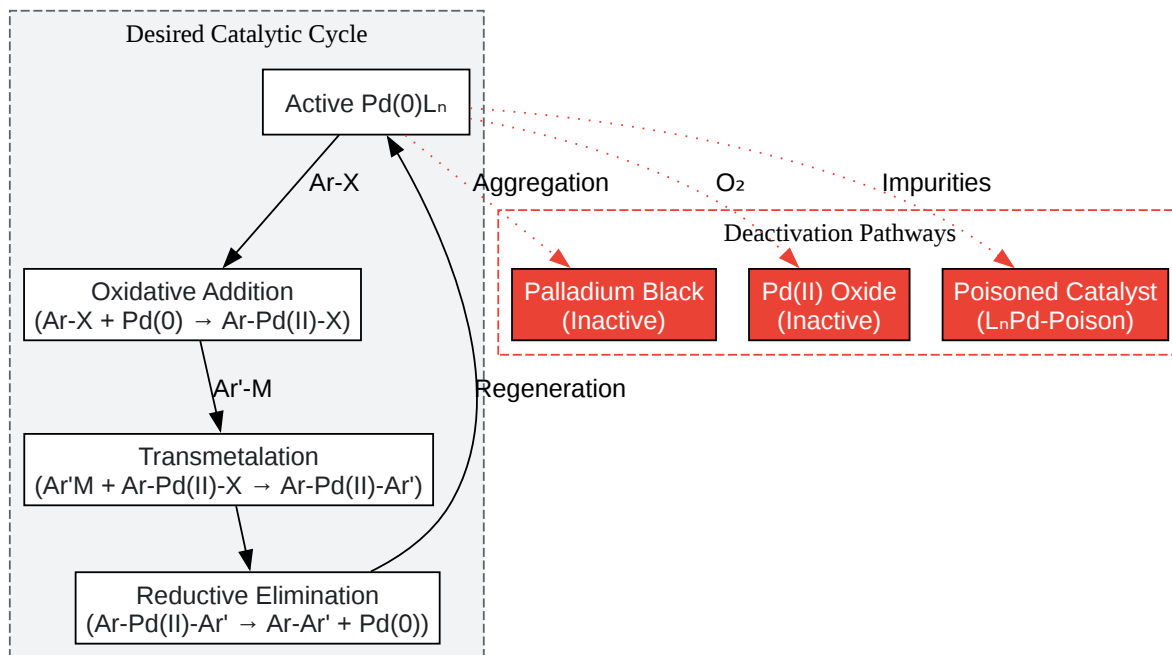 Desired Catalytic Cycle
Active Pd(0)Lₙ
Ar-X
Aggregation
O₂
Impurities
Deactivation Pathways
Oxidative Addition
(Ar-X + Pd(0) → Ar-Pd(II)-X)
Palladium Black
(Inactive)
Pd(II) Oxide
(Inactive)
Poisoned Catalyst
(LₙPd-Poison)
Ar'-M
Regeneration
Transmetalation
(Ar'M + Ar-Pd(II)-X → Ar-Pd(II)-Ar')
Reductive Elimination
(Ar-Pd(II)-Ar' → Ar-Ar' + Pd(0))